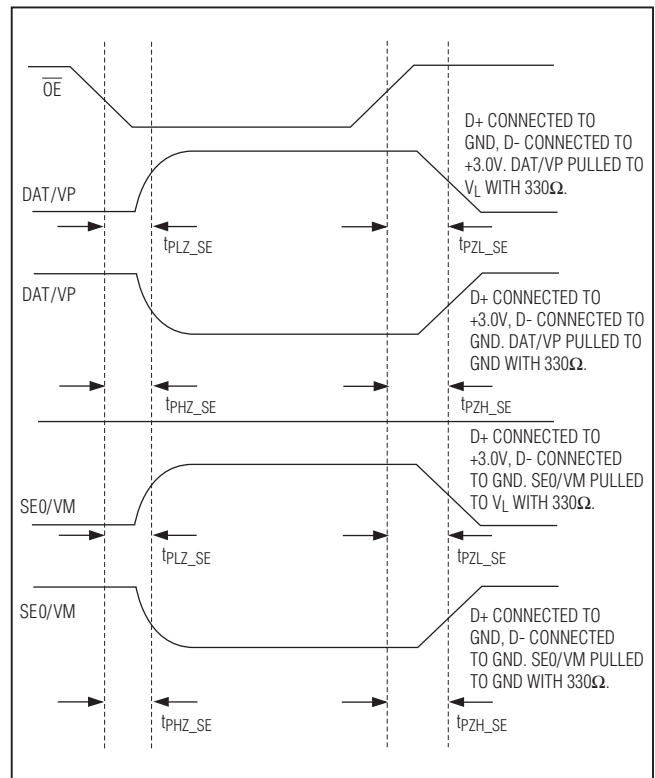 OE
D+ CONNECTED TO
GND, D- CONNECTED TO
+3.0V. DAT/VP PULLED TO
VL WITH 330Ω.
DAT/VP
tPLZ_SE
tPZL_SE
DAT/VP
D+ CONNECTED TO
+3.0V, D- CONNECTED TO
GND. DAT/VP PULLED TO
GND WITH 330Ω.
tPHZ_SE
tPZH_SE
D+ CONNECTED TO
+3.0V, D- CONNECTED
TO GND. SE0/VM PULLED
TO VL WITH 330Ω.
SE0/VM
tPLZ_SE
tPZL_SE
SE0/VM
D+ CONNECTED TO
GND, D- CONNECTED
TO GND. SE0/VM PULLED
TO GND WITH 330Ω.
tPHZ_SE
tPZH_SE